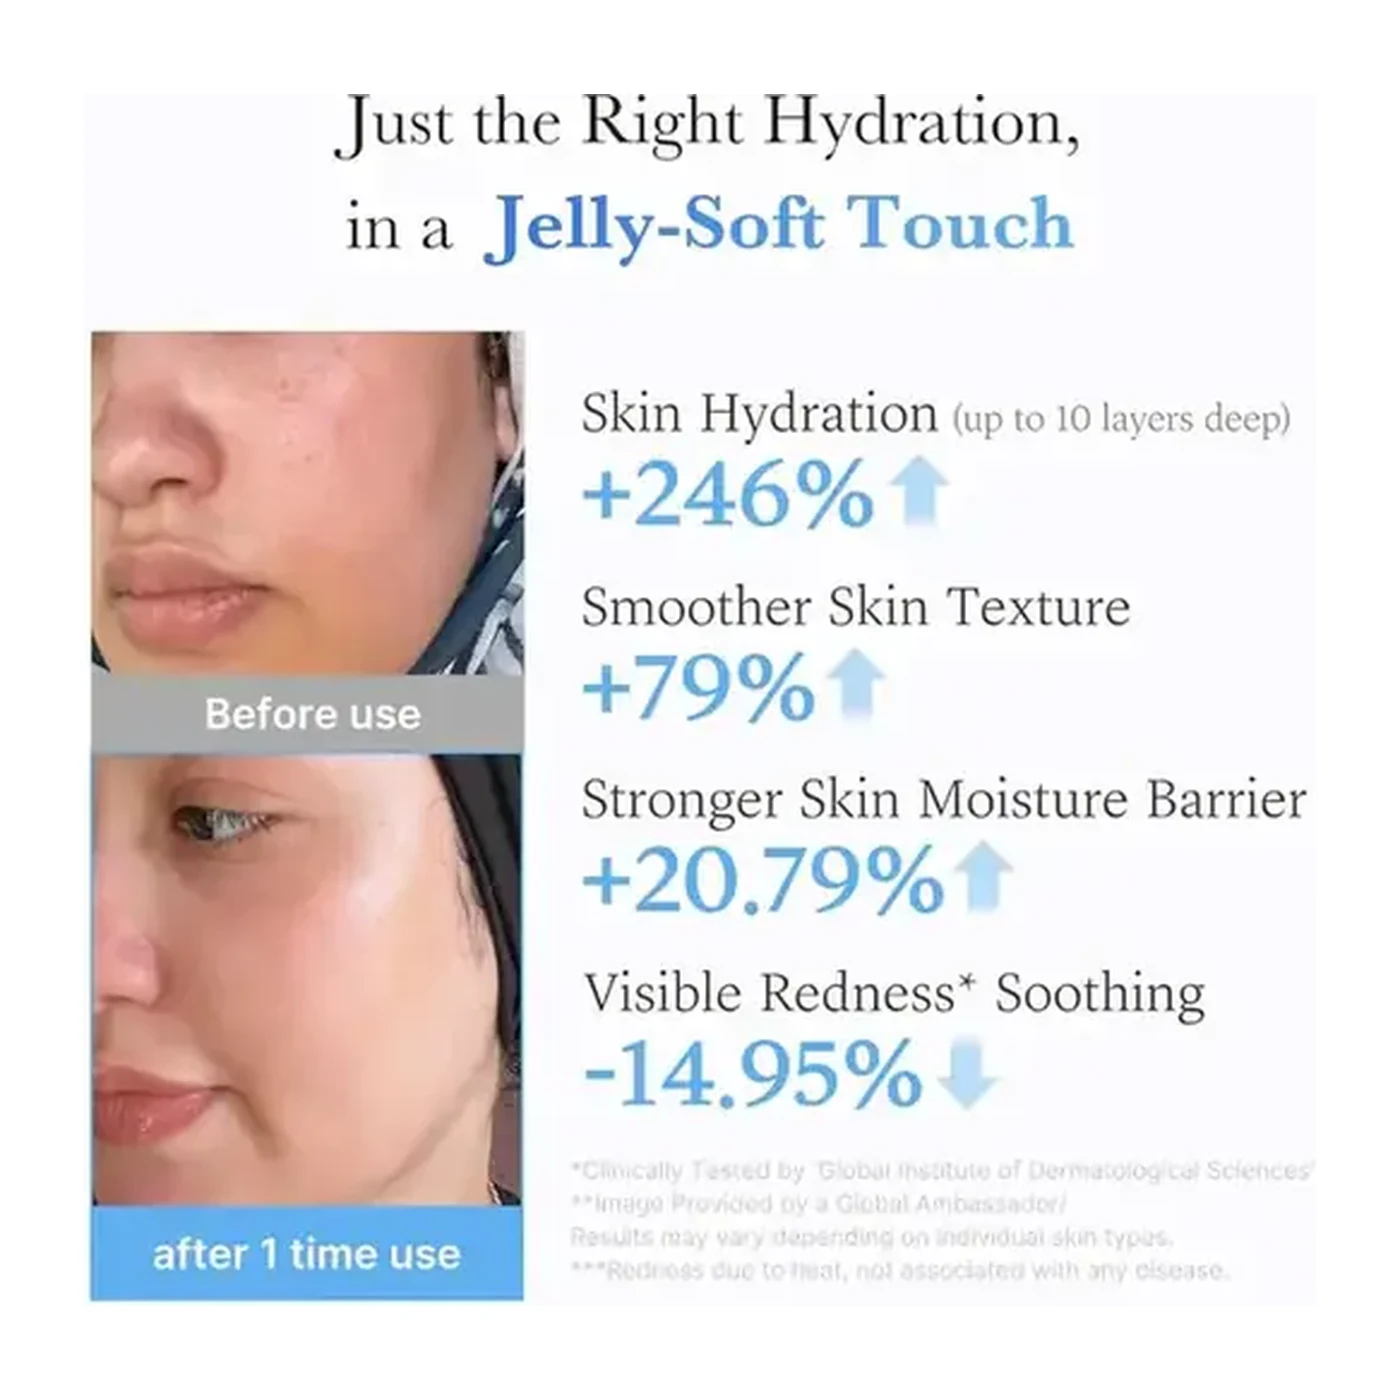 Just the Right Hydration,
in a Jelly-Soft Touch
Before use
after 1 time use
Skin Hydration (up to 10 layers deep)
+246%
Smoother Skin Texture
+79%
Stronger Skin Moisture Barrier
+20.79%
Visible Redness* Soothing
-14.95%
*Clinically Tested by 'Global Institute of Dermatological Sciences'
**Image Provided by a Global Ambassador/
Results may vary depending on individual skin types.
***Redness due to heat, not associated with any disease.